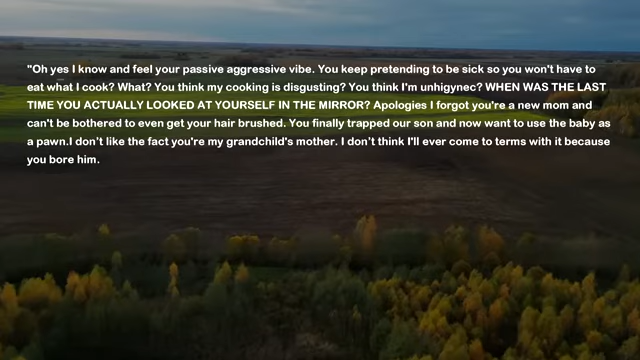 "Oh yes I know and feel your passive aggressive vibe. You keep pretending to be sick so you won't have to
eat what I cook? What? You think my cooking is disgusting? You think I'm unhigynec? WHEN WAS THE LAST
TIME YOU ACTUALLY LOOKED AT YOURSELF IN THE MIRROR? Apologies I forgot you're a new mom and
can't be bothered to even get your hair brushed. You finally trapped our son and now want to use the baby as
a pawn.I don't like the fact you're my grandchild's mother. I don't think I'll ever come to terms with it because
you bore him.